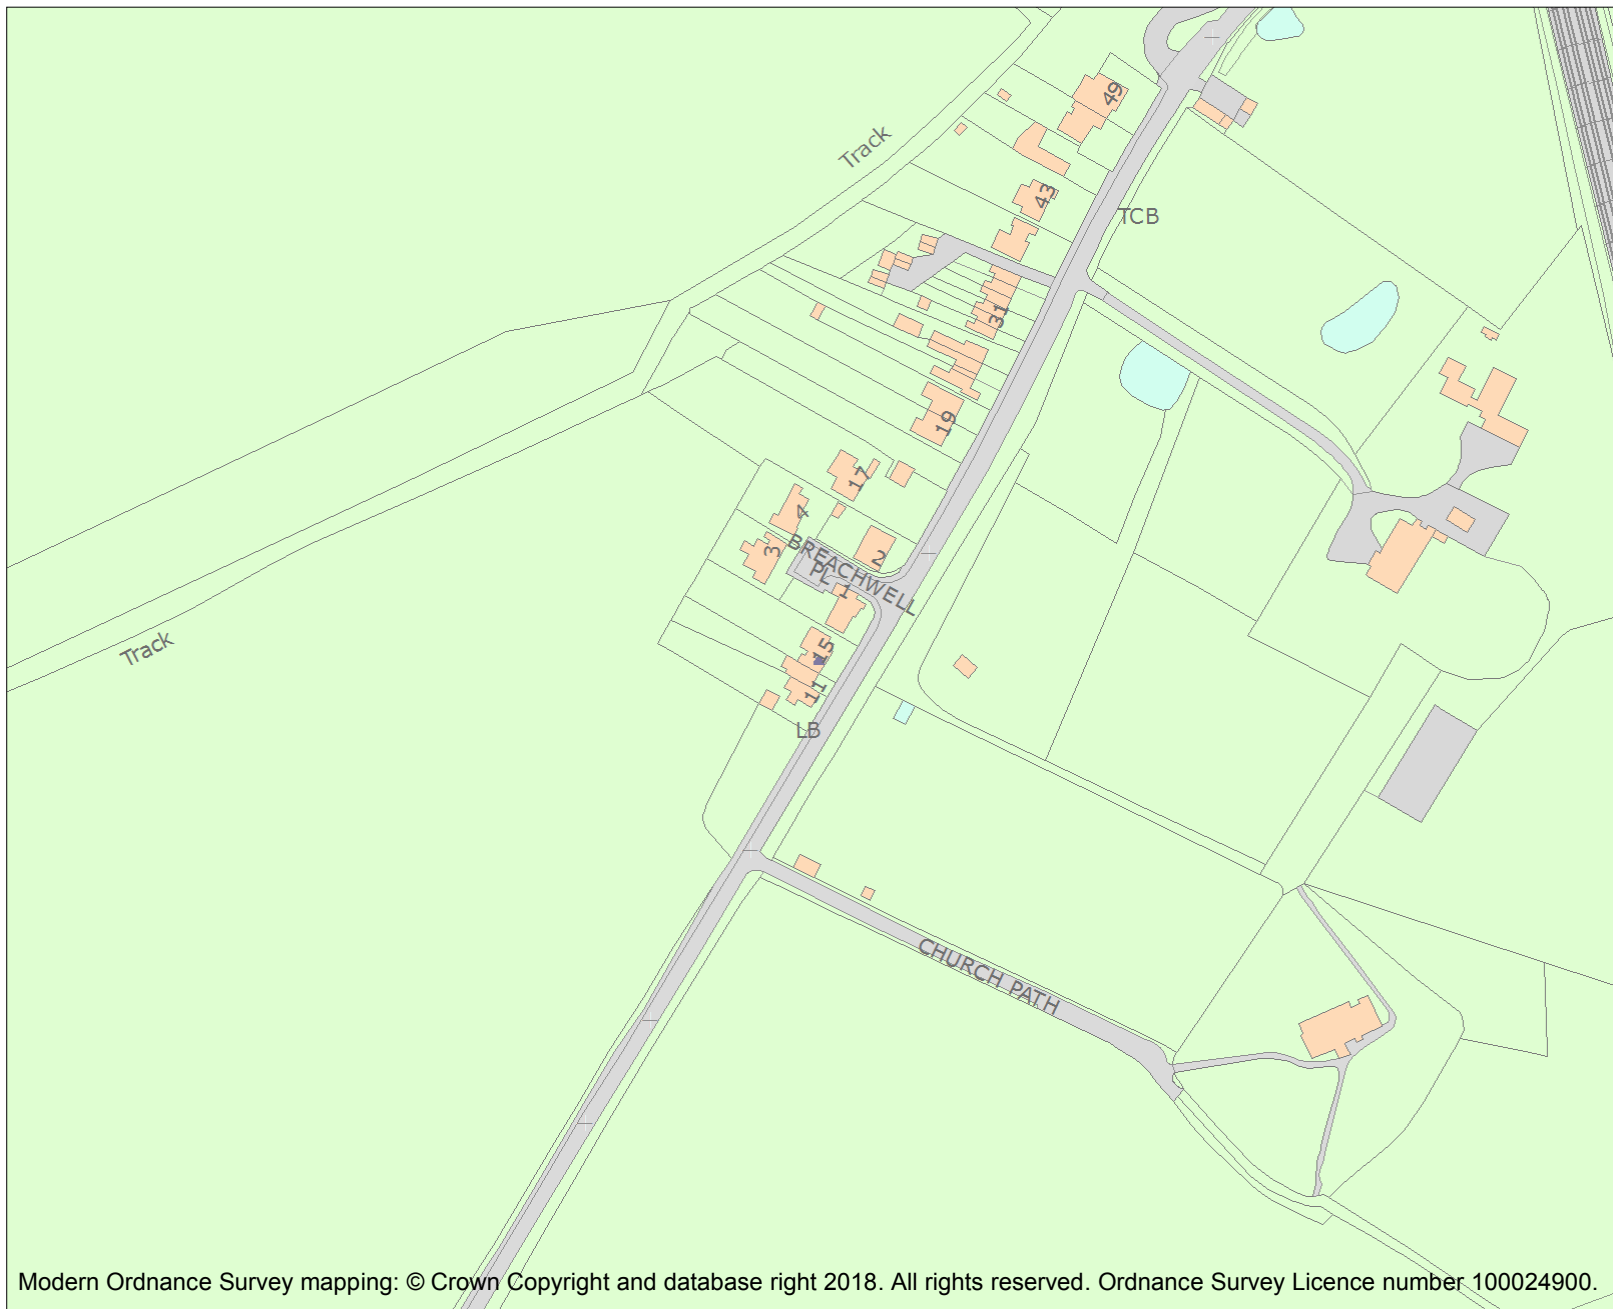 49
Track
43
TCB
31
19
17
4
BREACHWELL
3
2
PL
1
15
11
Track
LB
CHURCH PATH
Modern Ordnance Survey mapping: © Crown Copyright and database right 2018. All rights reserved. Ordnance Survey Licence number 100024900.